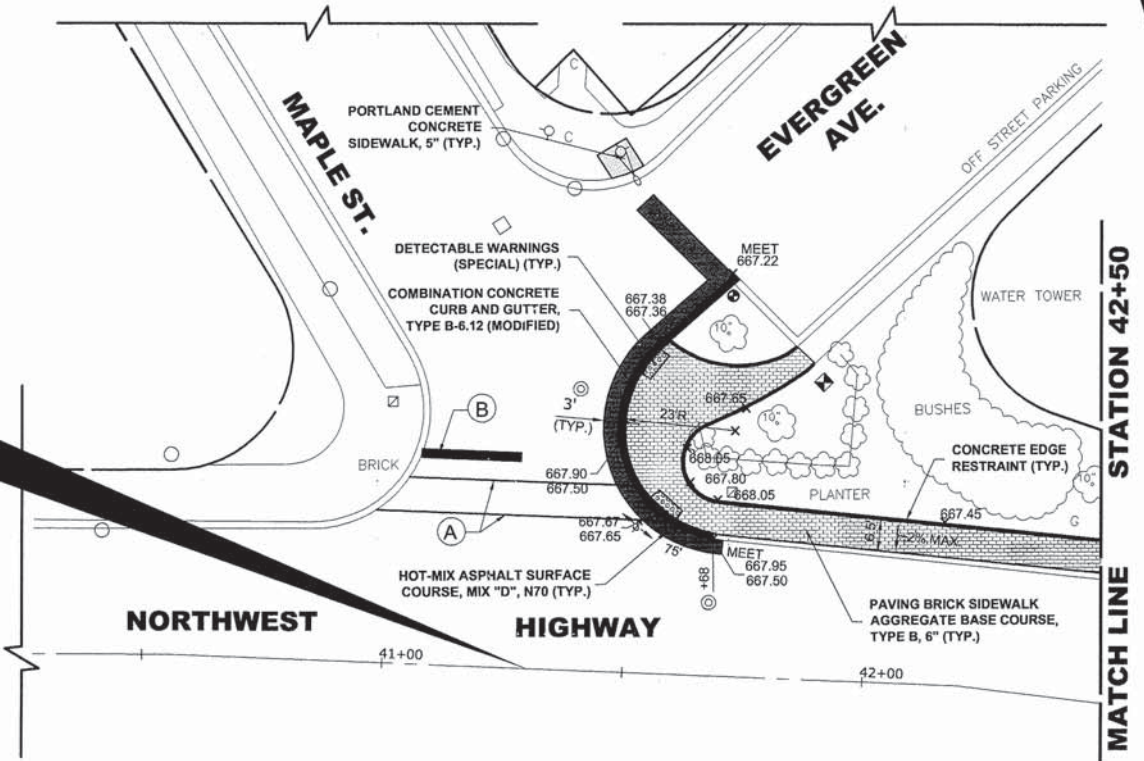 MAPLE ST.
EVERGREEN
AVE.
OFF STREET PARKING
PORTLAND CEMENT
CONCRETE
SIDEWALK, 5" (TYP.)
C
C
DETECTABLE WARNINGS
(SPECIAL) (TYP.)
COMBINATION CONCRETE
CURB AND GUTTER,
TYPE B-6.12 (MODIFIED)
MEET
667.22
667.38
667.36
10"
WATER TOWER
STATION 42+50
3'
(TYP.)
23'R
667.65
10"
BUSHES
B
BRICK
667.90
667.50
668.05
667.80
668.05
PLANTER
CONCRETE EDGE
RESTRAINT (TYP.)
10"
A
667.67
667.65
75'
6.5'
2% MAX
667.45
G
MEET
667.95
667.50
+68
HOT-MIX ASPHALT SURFACE
COURSE, MIX "D", N70 (TYP.)
PAVING BRICK SIDEWALK
AGGREGATE BASE COURSE,
TYPE B, 6" (TYP.)
NORTHWEST HIGHWAY
41+00
42+00
MATCH LINE